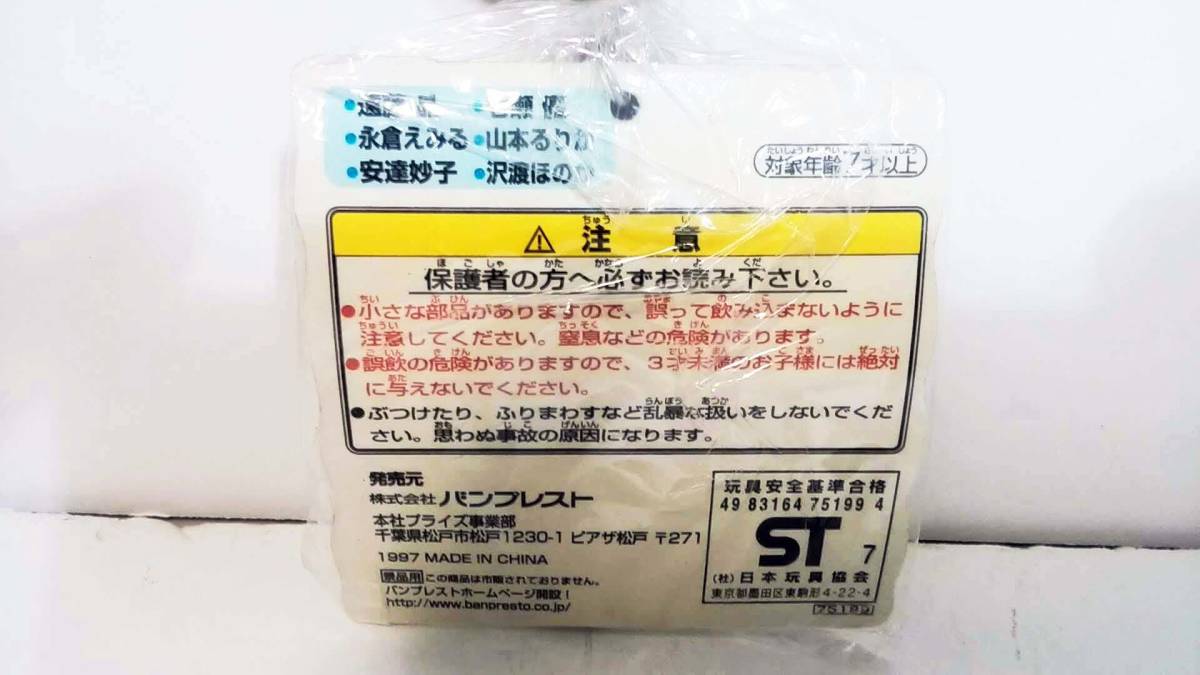 ・永倉えみる ・山本るりか
・安達妙子 ・沢渡ほのか
対象年齢7才以上
⚠ 注意
保護者の方へ必ずお読み下さい。
●小さな部品がありますので、誤って飲み込まないように
注意してください。窒息などの危険があります。
●誤飲の危険がありますので、3才未満のお子様には絶対
に与えないでください。
●ぶつけたり、ふりまわすなど乱暴な扱いをしないでくだ
さい。思わぬ事故の原因になります。
発売元
株式会社 バンプレスト
本社プライズ事業部
千葉県松戸市松戸1230-1 ピアザ松戸 〒271
1997 MADE IN CHINA
景品用 この商品は市販されておりません。
バンプレストホームページ開設!
http://www.banpresto.co.jp/
玩具安全基準合格
49 83164 75199 4
ST 7
(社)日本玩具協会
東京都墨田区東駒形4-22-4
75199